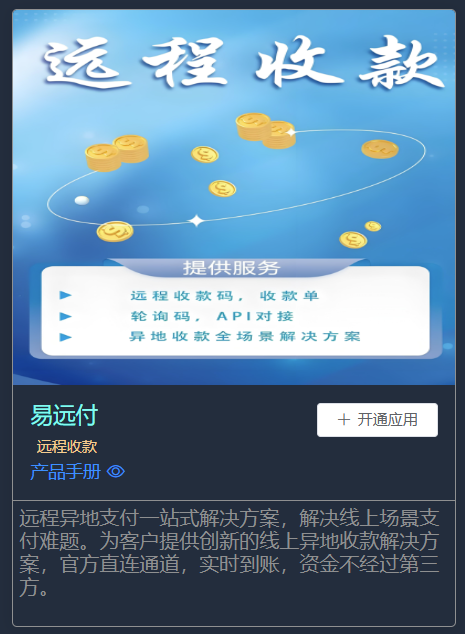 远程收款
提供服务
远程收款码，收款单
轮询码，API对接
异地收款全场景解决方案
易远付
开通应用
远程收款
产品手册
远程异地支付一站式解决方案，解决线上场景支
付难题。为客户提供创新的线上异地收款解决方
案，官方直连通道，实时到账，资金不经过第三
方。